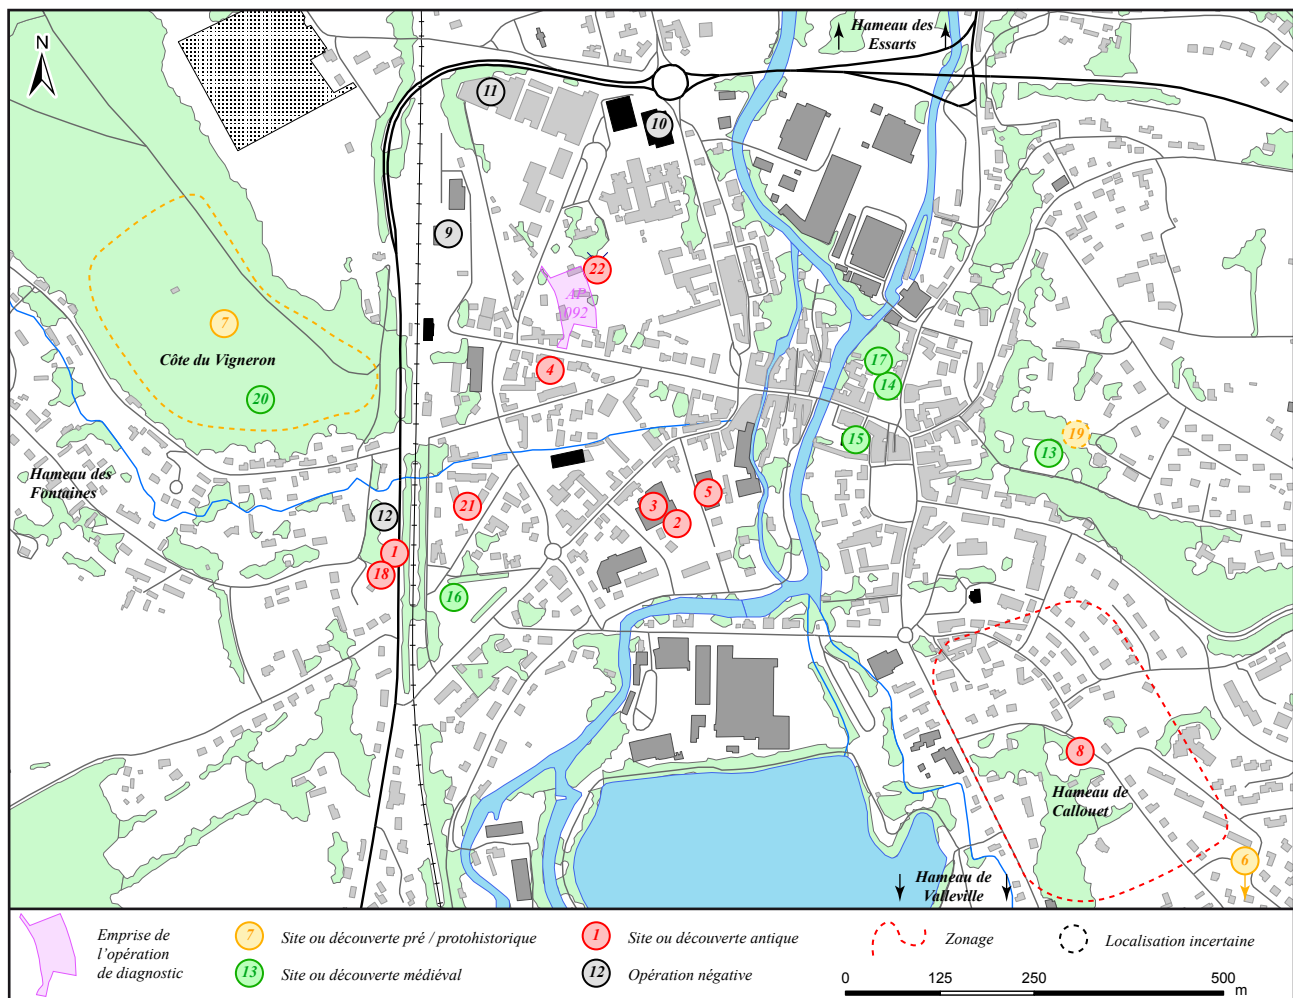 Hameau des
Essarts
N
11
10
9
22
AP
092
7
Côte du Vigneron
4
17
14
20
15
19
13
Hameau des
Fontaines
5
3
21
2
12
1
18
16
8
Hameau de
Callouet
6
Hameau de
Valleville
Emprise de
l'opération
de diagnostic
7 Site ou découverte pré / protohistorique
13 Site ou découverte médiéval
1 Site ou découverte antique
12 Opération négative
Zonage
Localisation incertaine
0 125 250 500
m